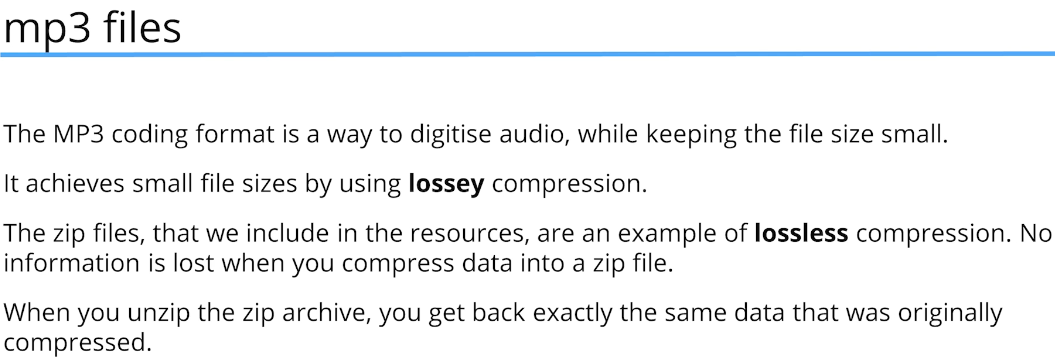 mp3 files
The MP3 coding format is a way to digitise audio, while keeping the file size small.
It achieves small file sizes by using lossey compression.
The zip files, that we include in the resources, are an example of lossless compression. No
information is lost when you compress data into a zip file.
When you unzip the zip archive, you get back exactly the same data that was originally
compressed.